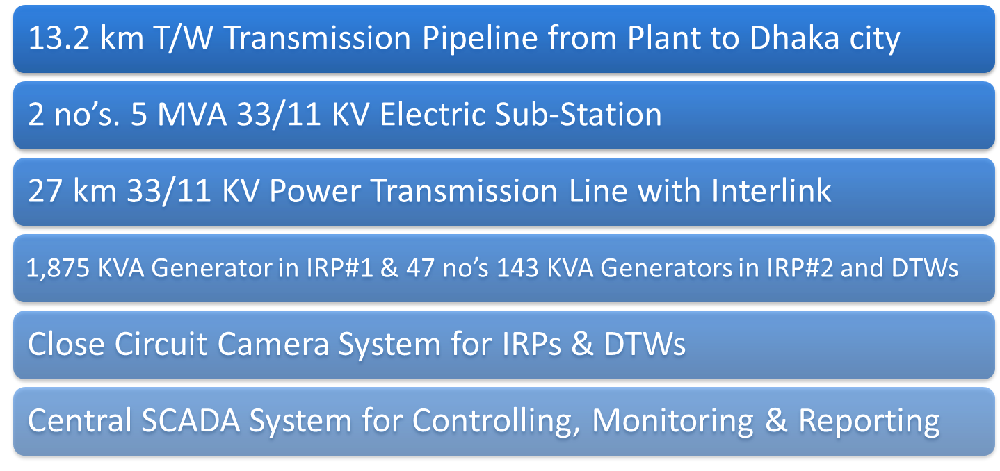 13.2 km T/W Transmission Pipeline from Plant to Dhaka city
2 no’s. 5 MVA 33/11 KV Electric Sub-Station
27 km 33/11 KV Power Transmission Line with Interlink
1,875 KVA Generator in IRP#1 & 47 no’s 143 KVA Generators in IRP#2 and DTWs
Close Circuit Camera System for IRPs & DTWs
Central SCADA System for Controlling, Monitoring & Reporting